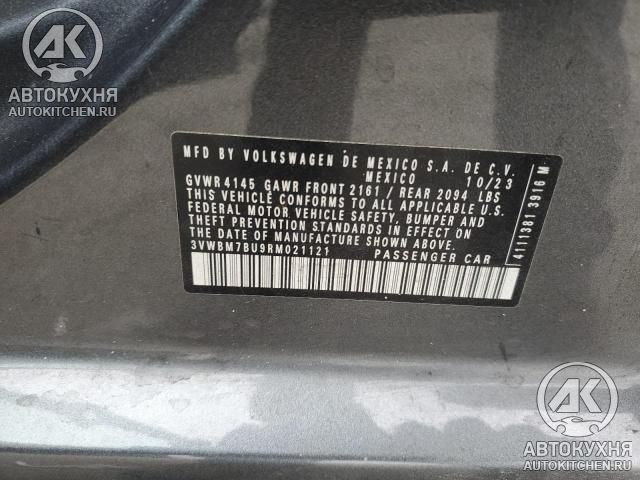 АК
АВТОКУХНЯ
AUTOKITCHEN.RU
MFD BY VOLKSWAGEN DE MEXICO S.A. DE C.V.
MEXICO 10/23
GVWR 4145 GAWR FRONT 2161 / REAR 2094 LBS
THIS VEHICLE CONFORMS TO ALL APPLICABLE U.S.
FEDERAL MOTOR VEHICLE SAFETY, BUMPER AND
THEFT PREVENTION STANDARDS IN EFFECT ON
THE DATE OF MANUFACTURE SHOWN ABOVE.
3VWBM7BU9RM021121 PASSENGER CAR
4111381 3916 M
АК
АВТОКУХНЯ
AUTOKITCHEN.RU